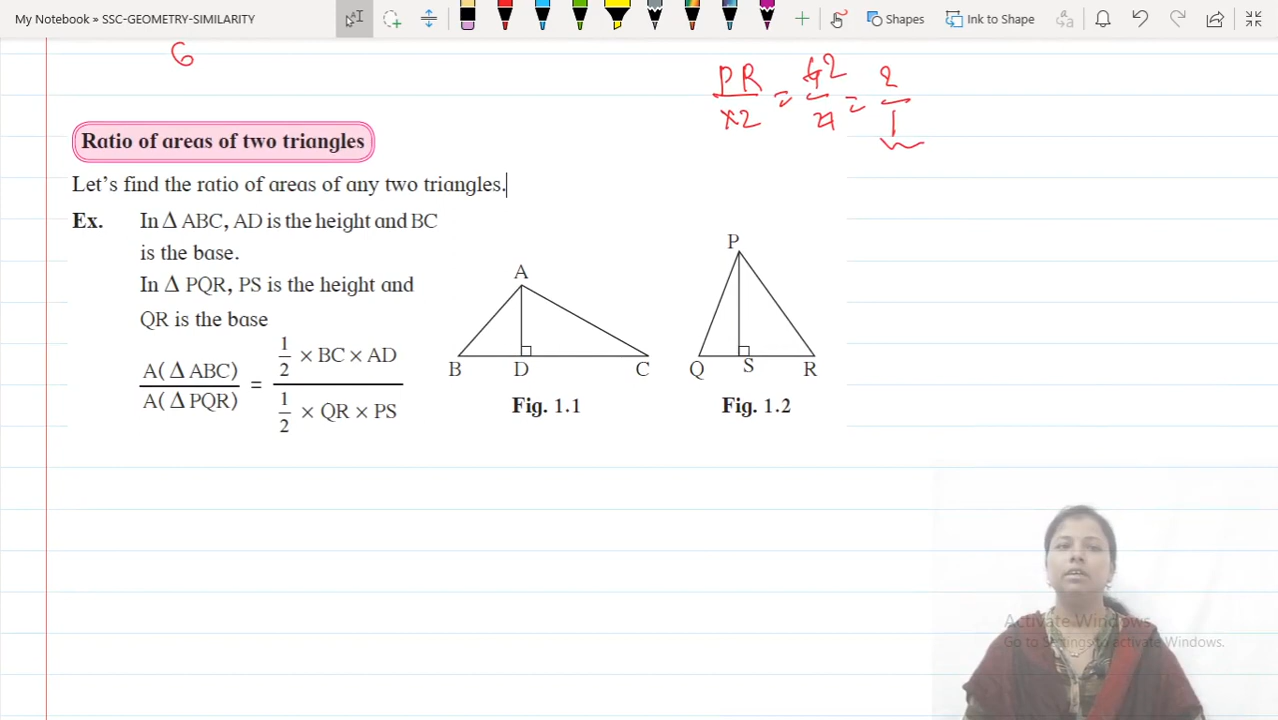 My Notebook » SSC-GEOMETRY-SIMILARITY
Shapes
Ink to Shape
6
PR/XZ = 42/21 = 2/1
Ratio of areas of two triangles
Let's find the ratio of areas of any two triangles.
Ex. In Δ ABC, AD is the height and BC
is the base.
In Δ PQR, PS is the height and
QR is the base
A(Δ ABC)/A(Δ PQR) = (1/2 × BC × AD)/(1/2 × QR × PS)
A
B D C
Fig. 1.1
P
Q S R
Fig. 1.2
Activate Windows
Go to Settings to activate Windows.